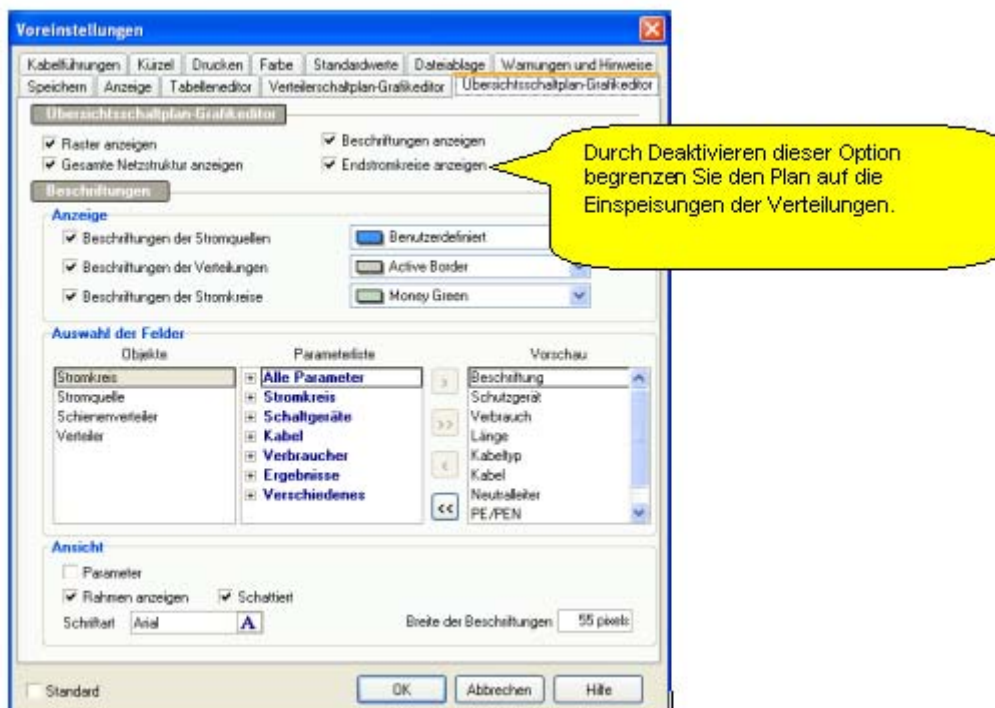 Voreinstellungen
Kabelführungen Kürzel Drucken Farbe Standardwerte Dateiablage Warnungen und Hinweise
Speichern Anzeige Tabelleneditor Verteilerschaltplan-Grafikeditor Übersichtsschaltplan-Grafikeditor
Übersichtsschaltplan-Grafikeditor
Raster anzeigen
Beschriftungen anzeigen
Gesamte Netzstruktur anzeigen
Endstromkreise anzeigen
Durch Deaktivieren dieser Option
begrenzen Sie den Plan auf die
Einspeisungen der Verteilungen.
Beschriftungen
Anzeige
Beschriftungen der Stromquellen Benutzerdefiniert
Beschriftungen der Verteilungen Active Border
Beschriftungen der Stromkreise Money Green
Auswahl der Felder
Objekte Parameterliste Vorschau
Stromkreis
Stromquelle
Schienenverteiler
Verteiler
Alle Parameter
Stromkreis
Schaltgeräte
Kabel
Verbraucher
Ergebnisse
Verschiedenes
>
>>
<
<<
Beschriftung
Schutzgerät
Verbrauch
Länge
Kabeltyp
Kabel
Neutralleiter
PE/PEN
Ansicht
Parameter
Rahmen anzeigen Schattiert
Schriftart Arial A Breite der Beschriftungen 55 pixels
Standard OK Abbrechen Hilfe